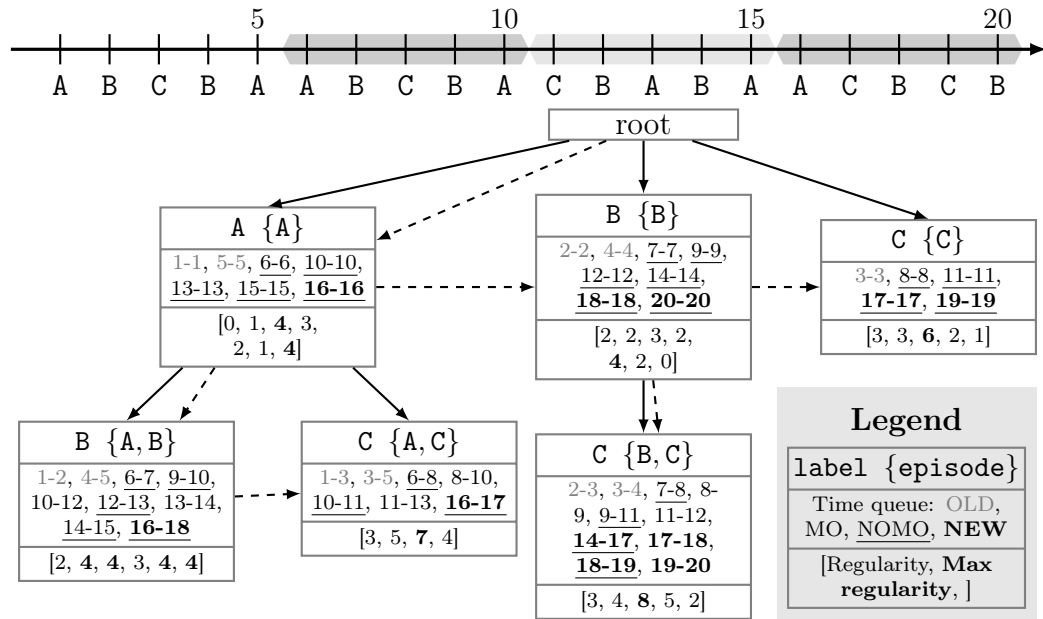 5 10 15 20
A B C B A A B C B A C B A B A A C B C B
root
A {A}
1-1, 5-5, 6-6, 10-10,
13-13, 15-15, 16-16
[0, 1, 4, 3,
2, 1, 4]
B {B}
2-2, 4-4, 7-7, 9-9,
12-12, 14-14,
18-18, 20-20
[2, 2, 3, 2,
4, 2, 0]
C {C}
3-3, 8-8, 11-11,
17-17, 19-19
[3, 3, 6, 2, 1]
B {A,B}
1-2, 4-5, 6-7, 9-10,
10-12, 12-13, 13-14,
14-15, 16-18
[2, 4, 4, 3, 4, 4]
C {A,C}
1-3, 3-5, 6-8, 8-10,
10-11, 11-13, 16-17
[3, 5, 7, 4]
C {B,C}
2-3, 3-4, 7-8, 8-
9, 9-11, 11-12,
14-17, 17-18,
18-19, 19-20
[3, 4, 8, 5, 2]
Legend
label {episode}
Time queue: OLD,
MO, NOMO, NEW
[Regularity, Max
regularity, ]